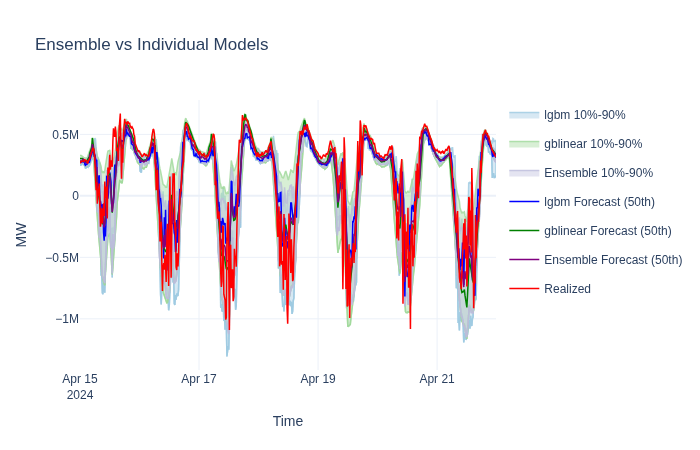 Ensemble vs Individual Models
0.5M
0
−0.5M
−1M
MW
Apr 15
2024
Apr 17
Apr 19
Apr 21
Time
lgbm 10%-90%
gblinear 10%-90%
Ensemble 10%-90%
lgbm Forecast (50th)
gblinear Forecast (50th)
Ensemble Forecast (50th)
Realized